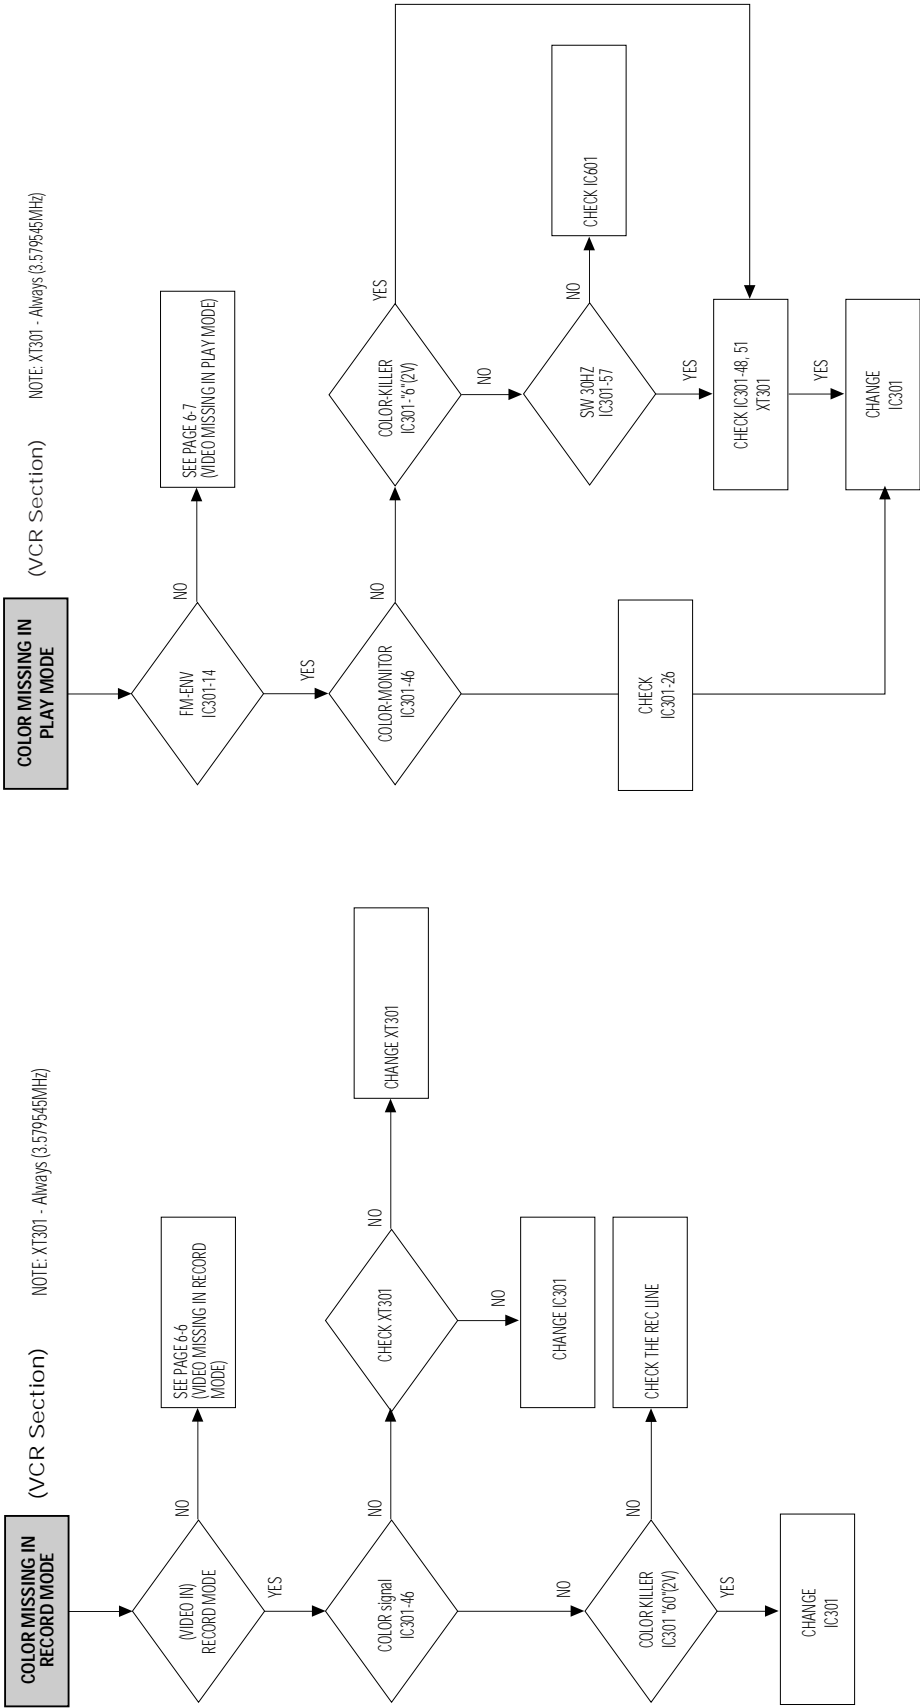 COLOR MISSING IN
RECORD MODE
(VCR Section)
NOTE: XT301 - Always (3.579545MHz)
(VIDEO IN)
RECORD MODE
NO
SEE PAGE 6-6
(VIDEO MISSING IN RECORD
MODE)
YES
COLOR signal
IC301-46
NO
CHECK XT301
NO
CHANGE XT301
NO
CHANGE IC301
NO
COLOR KILLER
IC301 "60"(2V)
NO
CHECK THE REC LINE
YES
CHANGE
IC301
COLOR MISSING IN
PLAY MODE
(VCR Section)
NOTE: XT301 - Always (3.579545MHz)
FM-ENV
IC301-14
NO
SEE PAGE 6-7
(VIDEO MISSING IN PLAY MODE)
YES
COLOR-MONITOR
IC301-46
NO
COLOR-KILLER
IC301-"6"(2V)
YES
NO
SW 30HZ
IC301-57
NO
CHECK IC601
YES
CHECK IC301-48, 51
XT301
YES
CHECK
IC301-26
CHANGE
IC301